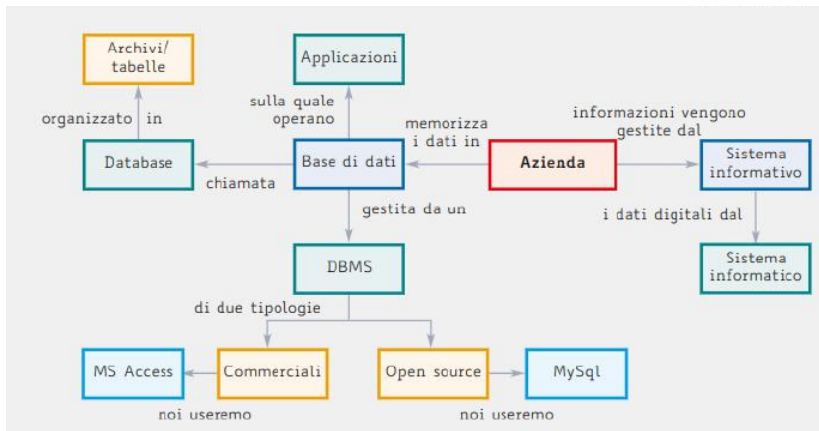 Archivi/
tabelle
Applicazioni
organizzato in
sulla quale
operano
memorizza
i dati in
informazioni vengono
gestite dal
Database
chiamata
Base di dati
Azienda
Sistema
informativo
gestita da un
i dati digitali dal
DBMS
Sistema
informatico
di due tipologie
MS Access
Commerciali
Open source
MySql
noi useremo
noi useremo